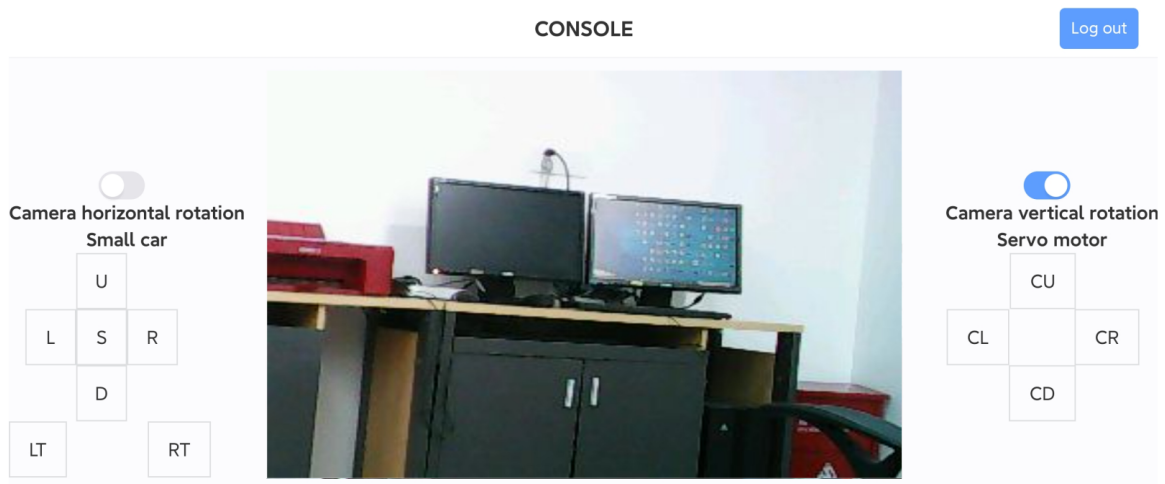 CONSOLE
Log out
Camera horizontal rotation
Small car
U
L S R
D
LT RT
Camera vertical rotation
Servo motor
CU
CL CR
CD